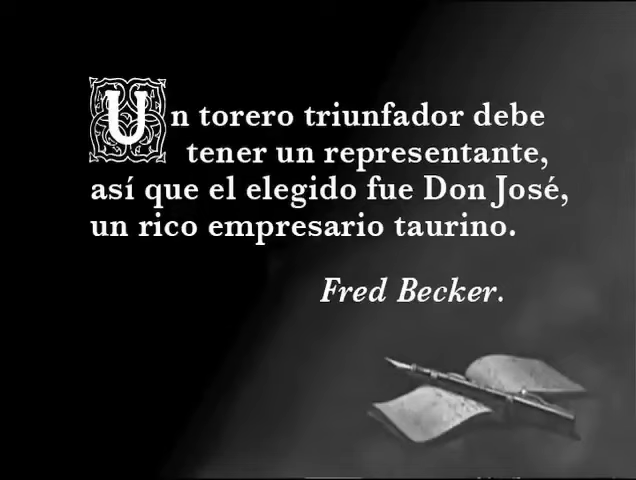 Un torero triunfador debe
tener un representante,
así que el elegido fue Don José,
un rico empresario taurino.
Fred Becker.